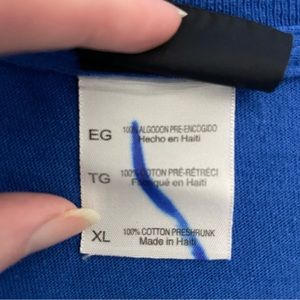 EG 100% ALGODON PRE-ENCOGIDO
Hecho en Haiti
TG 100% COTON PRÉ-RÉTRÉCI
Fabriqué en Haiti
XL 100% COTTON PRESHRUNK
Made in Haiti